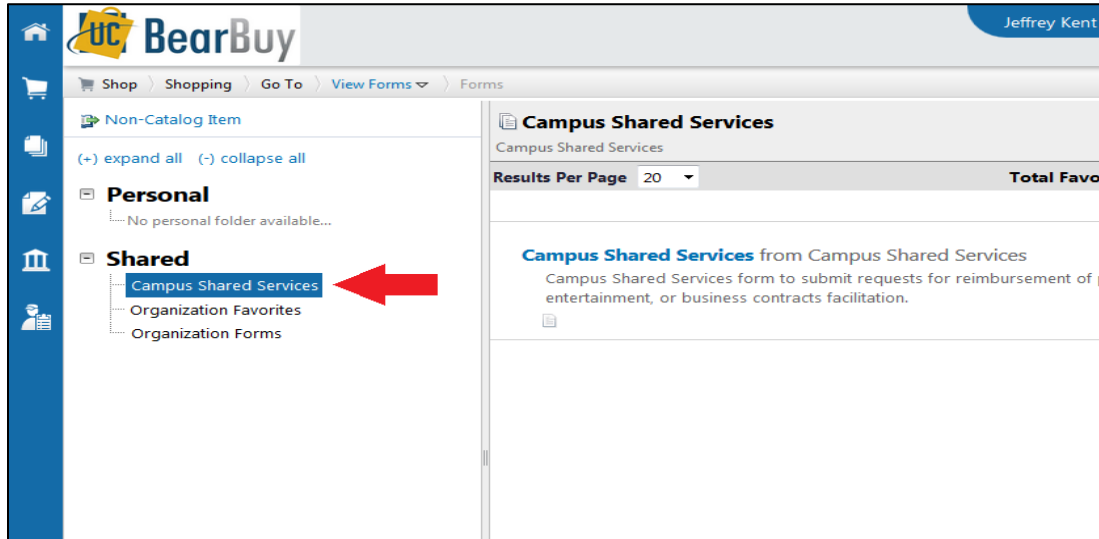 UC BearBuy
Jeffrey Kent
Shop Shopping Go To View Forms Forms
Non-Catalog Item
(+) expand all (-) collapse all
Personal
No personal folder available...
Shared
Campus Shared Services
Organization Favorites
Organization Forms
Campus Shared Services
Campus Shared Services
Results Per Page 20 Total Favo
Campus Shared Services from Campus Shared Services
Campus Shared Services form to submit requests for reimbursement of
entertainment, or business contracts facilitation.